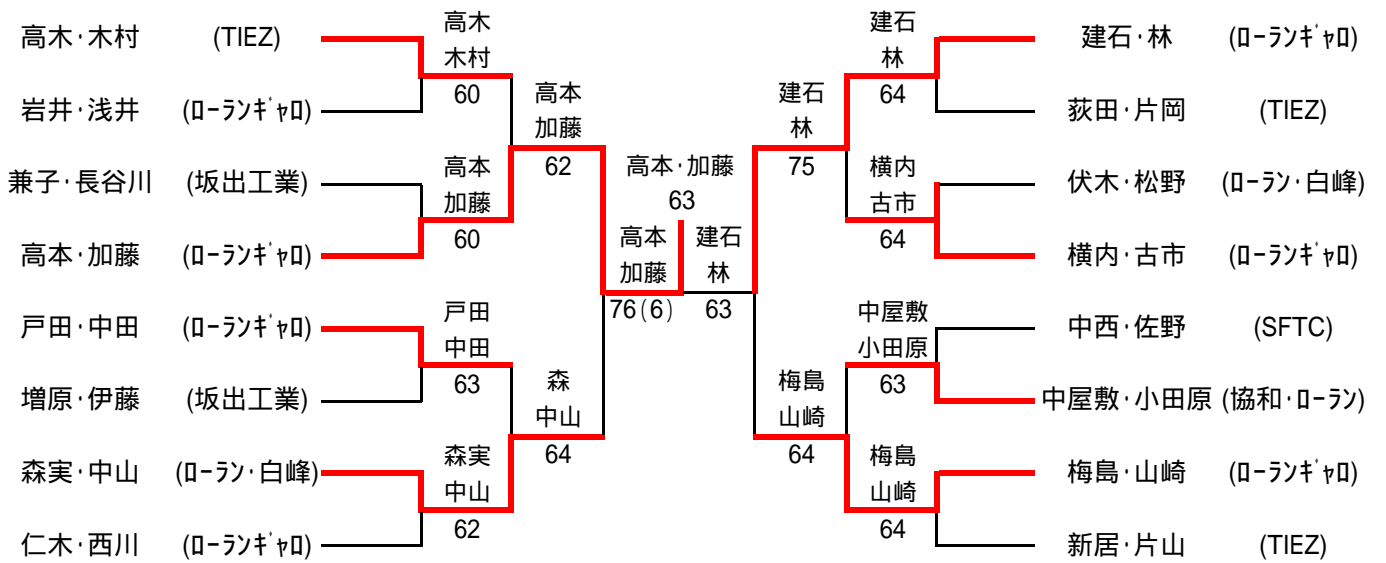 高木・木村 (TIEZ)
岩井・浅井 (ﾛｰﾗﾝｷﾞｬﾛ)
兼子・長谷川 (坂出工業)
高本・加藤 (ﾛｰﾗﾝｷﾞｬﾛ)
戸田・中田 (ﾛｰﾗﾝｷﾞｬﾛ)
増原・伊藤 (坂出工業)
森実・中山 (ﾛｰﾗﾝ・白峰)
仁木・西川 (ﾛｰﾗﾝｷﾞｬﾛ)
高木
木村
60
高本
加藤
60
戸田
中田
63
森実
中山
62
高本
加藤
62
森
中山
64
高本・加藤
63
高本
加藤
76(6)
建石
林
63
建石
林
75
梅島
山崎
64
建石
林
64
横内
古市
64
中屋敷
小田原
63
梅島
山崎
64
建石・林 (ﾛｰﾗﾝｷﾞｬﾛ)
荻田・片岡 (TIEZ)
伏木・松野 (ﾛｰﾗﾝ・白峰)
横内・古市 (ﾛｰﾗﾝｷﾞｬﾛ)
中西・佐野 (SFTC)
中屋敷・小田原 (協和・ﾛｰﾗﾝ)
梅島・山崎 (ﾛｰﾗﾝｷﾞｬﾛ)
新居・片山 (TIEZ)